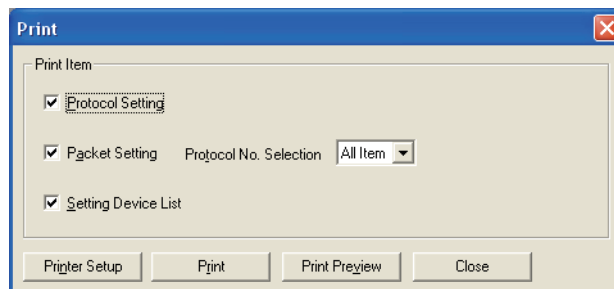 Print
Print Item
Protocol Setting
Packet Setting Protocol No. Selection All Item
Setting Device List
Printer Setup Print Print Preview Close